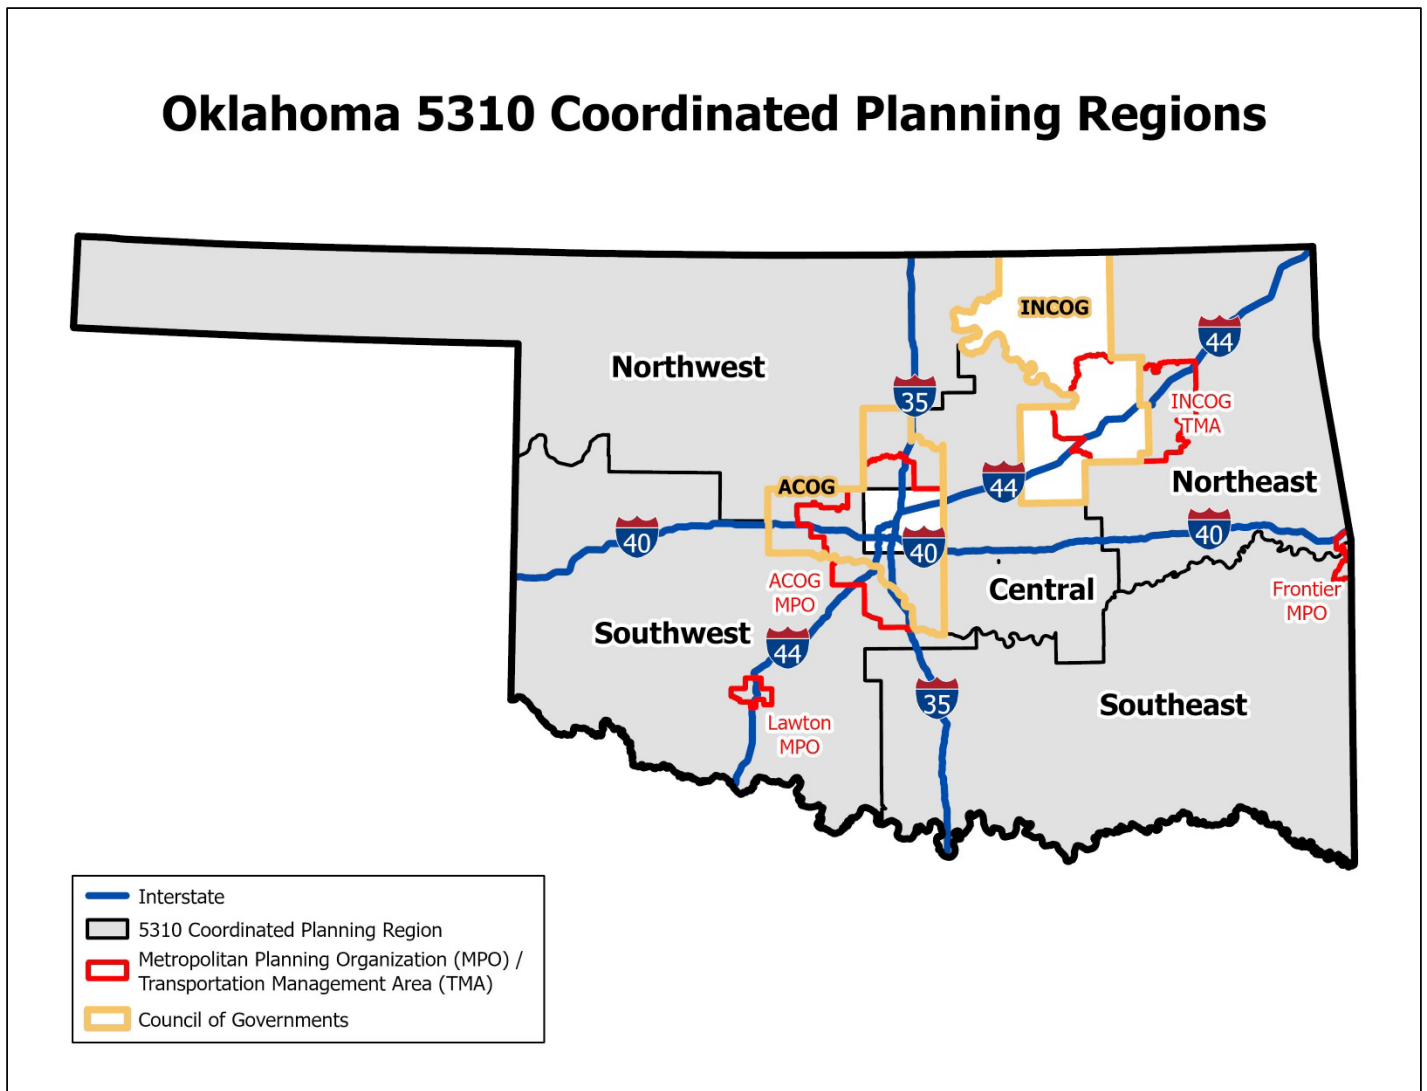 Oklahoma 5310 Coordinated Planning Regions
INCOG
44
Northwest
35
INCOG
TMA
ACOG
44
Northeast
40
40
40
ACOG
MPO
Central
Frontier
MPO
Southwest
44
35
Southeast
Lawton
MPO
Interstate
5310 Coordinated Planning Region
Metropolitan Planning Organization (MPO) /
Transportation Management Area (TMA)
Council of Governments